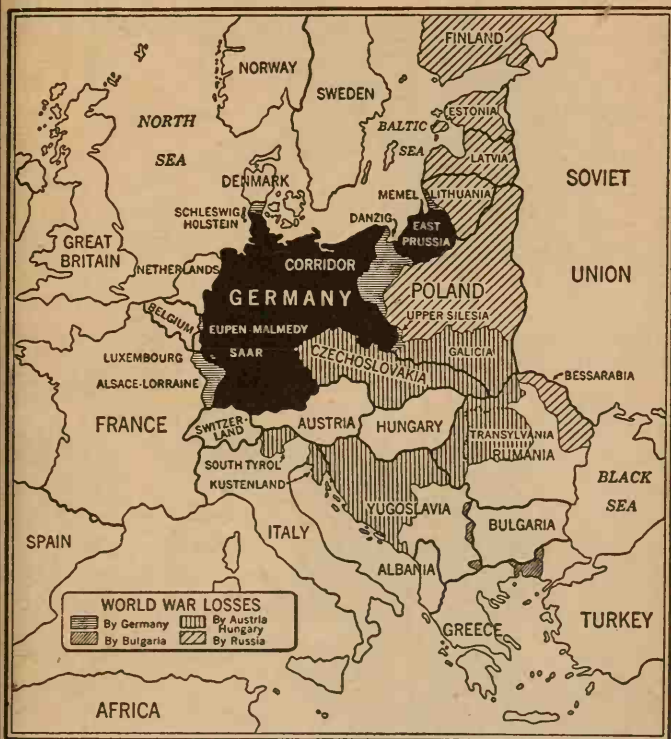 FINLAND
NORWAY
SWEDEN
NORTH
SEA
ESTONIA
BALTIC
SEA
LATVIA
SOVIET
UNION
DENMARK
MEMEL
LITHUANIA
SCHLESWIG
HOLSTEIN
DANZIG
EAST
PRUSSIA
GREAT
BRITAIN
NETHERLANDS
CORRIDOR
GERMANY
POLAND
BELGIUM
EUPEN-MALMEDY
UPPER SILESIA
LUXEMBOURG
SAAR
CZECHOSLOVAKIA
GALICIA
ALSACE-LORRAINE
BESSARABIA
FRANCE
SWITZER-
LAND
AUSTRIA
HUNGARY
TRANSYLVANIA
RUMANIA
SOUTH TYROL
KUSTENLAND
BLACK
SEA
YUGOSLAVIA
SPAIN
ITALY
BULGARIA
ALBANIA
WORLD WAR LOSSES
By Germany
By Austria
Hungary
By Bulgaria
By Russia
GREECE
TURKEY
AFRICA